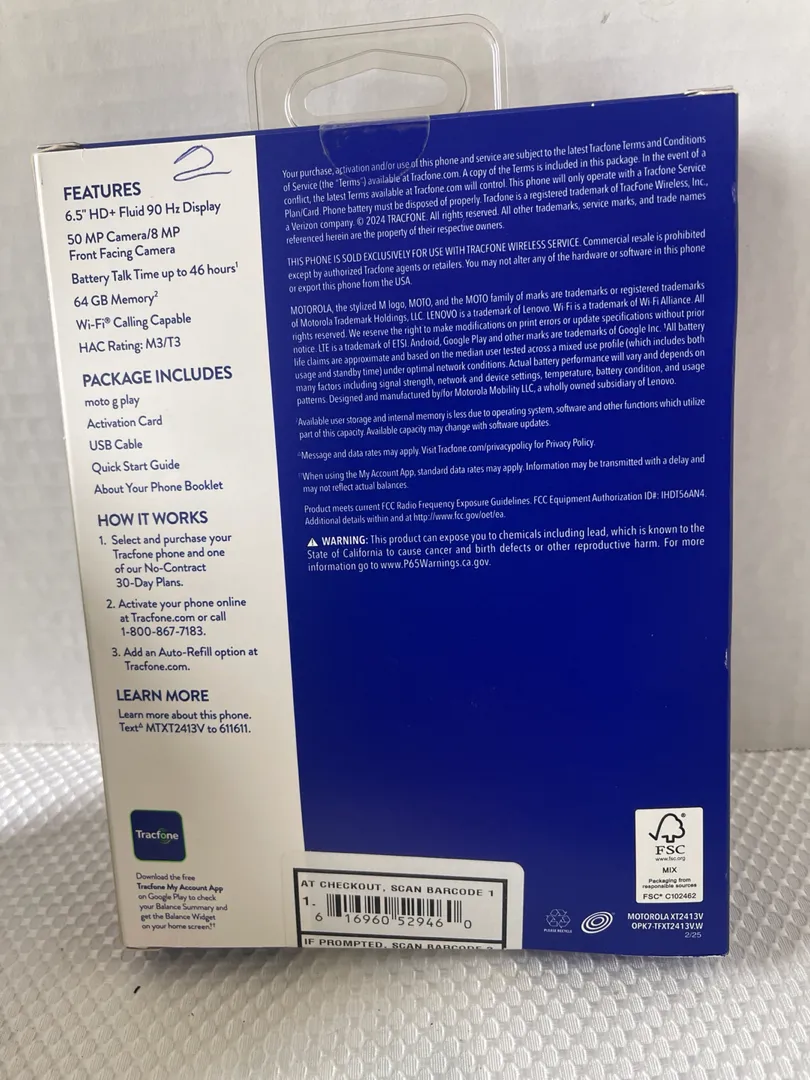 2
FEATURES
6.5" HD+ Fluid 90 Hz Display
50 MP Camera/8 MP
Front Facing Camera
Battery Talk Time up to 46 hours¹
64 GB Memory²
Wi-Fi® Calling Capable
HAC Rating: M3/T3
PACKAGE INCLUDES
moto g play
Activation Card
USB Cable
Quick Start Guide
About Your Phone Booklet
HOW IT WORKS
1. Select and purchase your
Tracfone phone and one
of our No-Contract
30-Day Plans.
2. Activate your phone online
at Tracfone.com or call
1-800-867-7183.
3. Add an Auto-Refill option at
Tracfone.com.
LEARN MORE
Learn more about this phone.
Text∆ MTXT2413V to 611611.
Tracfone
Download the free
Tracfone My Account App
on Google Play to check
your Balance Summary and
get the Balance Widget
on your home screen.††
Your purchase, activation and/or use of this phone and service are subject to the latest Tracfone Terms and Conditions
of Service (the "Terms") available at Tracfone.com. A copy of the Terms is included in this package. In the event of a
conflict, the latest Terms available at Tracfone.com will control. This phone will only operate with a Tracfone Service
Plan/Card. Phone battery must be disposed of properly. Tracfone is a registered trademark of TracFone Wireless, Inc.,
a Verizon company. © 2024 TRACFONE. All rights reserved. All other trademarks, service marks, and trade names
referenced herein are the property of their respective owners.
THIS PHONE IS SOLD EXCLUSIVELY FOR USE WITH TRACFONE WIRELESS SERVICE. Commercial resale is prohibited
except by authorized Tracfone agents or retailers. You may not alter any of the hardware or software in this phone
or export this phone from the USA.
MOTOROLA, the stylized M logo, MOTO, and the MOTO family of marks are trademarks or registered trademarks
of Motorola Trademark Holdings, LLC. LENOVO is a trademark of Lenovo. Wi Fi is a trademark of Wi Fi Alliance. All
rights reserved. We reserve the right to make modifications on print errors or update specifications without prior
notice. LTE is a trademark of ETSI. Android, Google Play and other marks are trademarks of Google Inc. ¹All battery
life claims are approximate and based on the median user tested across a mixed use profile (which includes both
usage and standby time) under optimal network conditions. Actual battery performance will vary and depends on
many factors including signal strength, network and device settings, temperature, battery condition, and usage
patterns. Designed and manufactured by/for Motorola Mobility LLC, a wholly owned subsidiary of Lenovo.
²Available user storage and internal memory is less due to operating system, software and other functions which utilize
part of this capacity. Available capacity may change with software updates.
∆Message and data rates may apply. Visit Tracfone.com/privacypolicy for Privacy Policy.
††When using the My Account App, standard data rates may apply. Information may be transmitted with a delay and
may not reflect actual balances.
Product meets current FCC Radio Frequency Exposure Guidelines. FCC Equipment Authorization ID#: IHDT56AN4.
Additional details within and at http://www.fcc.gov/oet/ea.
⚠ WARNING: This product can expose you to chemicals including lead, which is known to the
State of California to cause cancer and birth defects or other reproductive harm. For more
information go to www.P65Warnings.ca.gov.
AT CHECKOUT, SCAN BARCODE 1
1.
6 16960 52946 0
IF PROMPTED, SCAN BARCODE 2
FSC
www.fsc.org
MIX
Packaging from
responsible sources
FSC® C102462
PLEASE RECYCLE
MOTOROLA XT2413V
OPK7-TFXT2413V.W
2/25